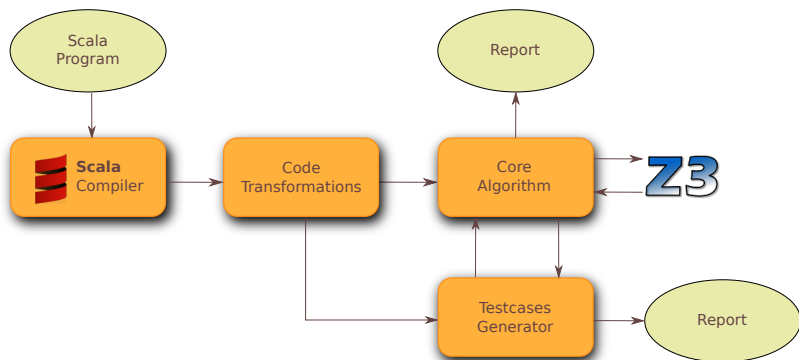 Scala
Program
Report
Scala
Compiler
Code
Transformations
Core
Algorithm
Z3
Testcases
Generator
Report